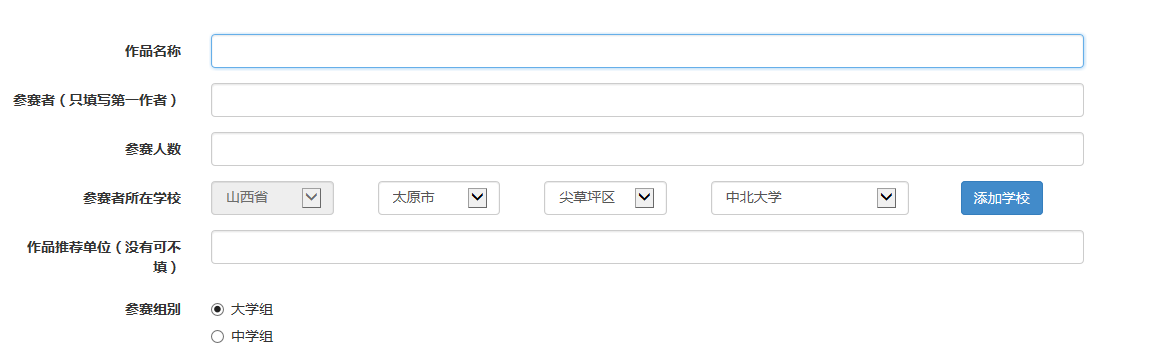 作品名称
参赛者（只填写第一作者）
参赛人数
参赛者所在学校 山西省 太原市 尖草坪区 中北大学 添加学校
作品推荐单位（没有可不
填）
参赛组别 大学组
中学组